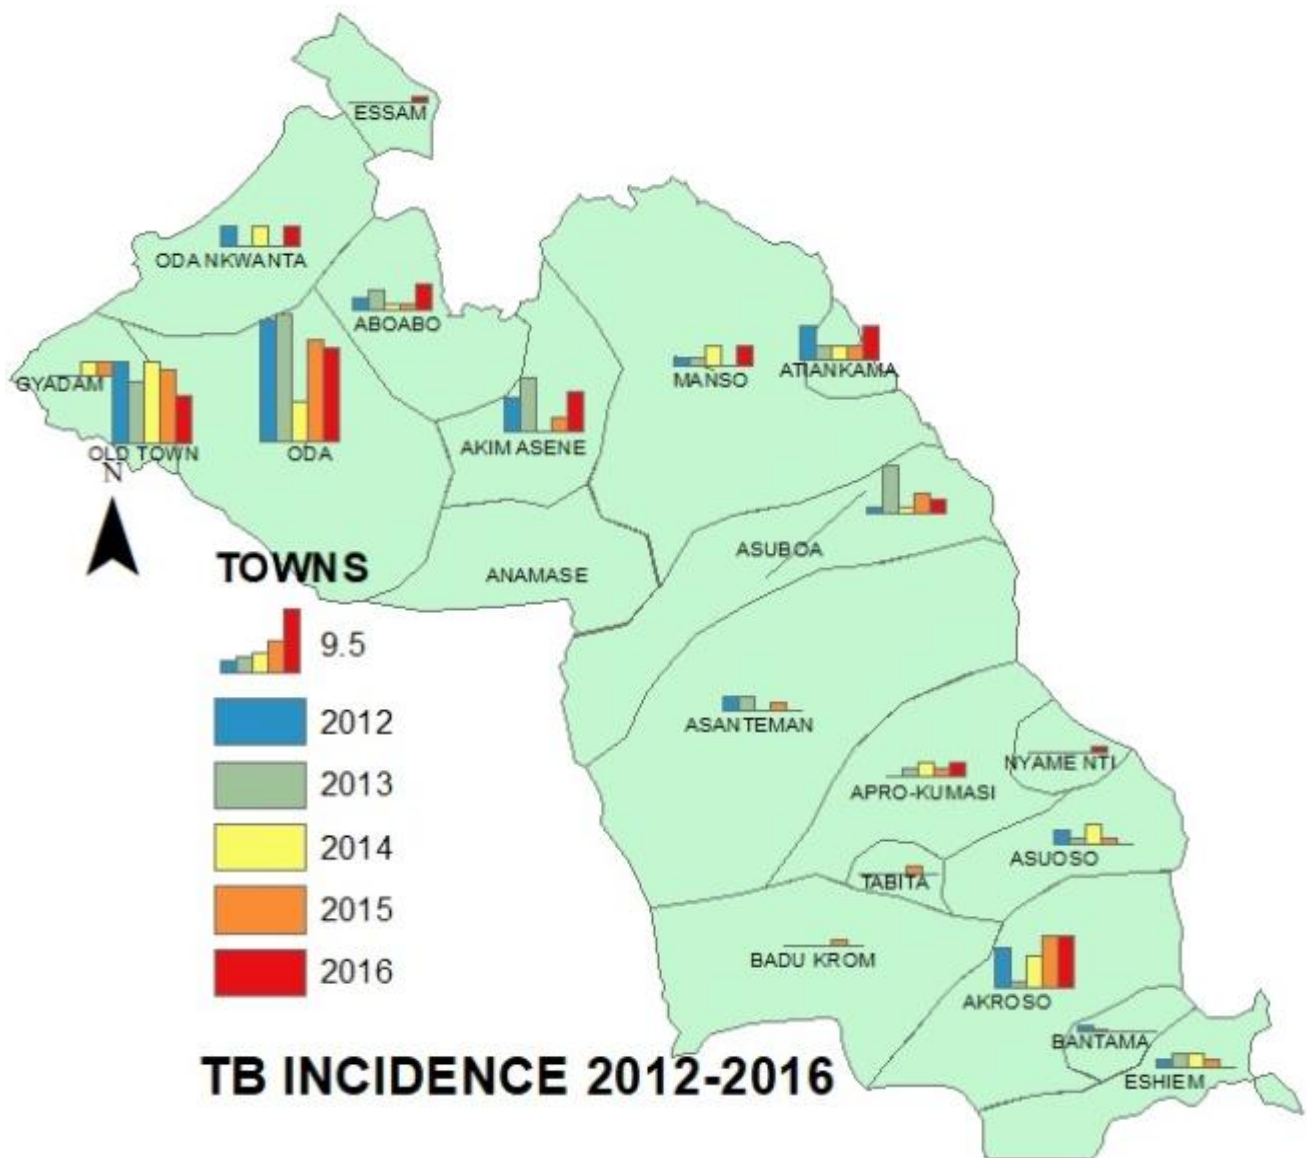 ESSAM
ODA NKWANTA
ABOABO
GYADAM
MANSO
ATIANKAMA
OLD TOWN
ODA
AKIM ASENE
N
ASUBOA
TOWNS
ANAMASE
9.5
2012
2013
2014
2015
2016
ASANTEMAN
NYAME NTI
APRO-KUMASI
ASUOSO
TABITA
BADU KROM
AKROSO
BANTAMA
ESHIEM
TB INCIDENCE 2012-2016